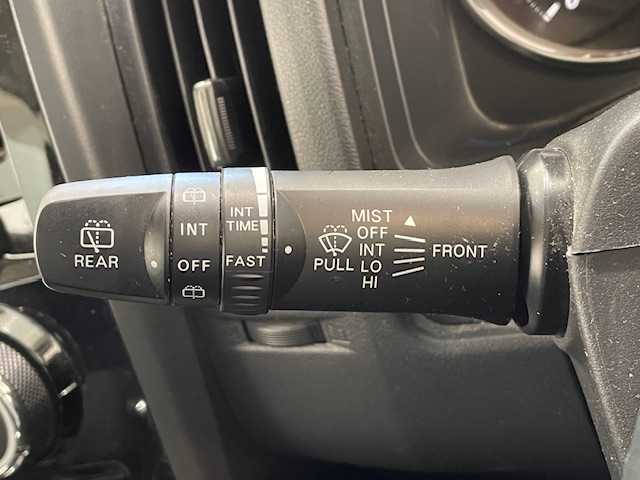 REAR
INT
OFF
INT
TIME
FAST
PULL
MIST
OFF
INT
LO
HI
FRONT